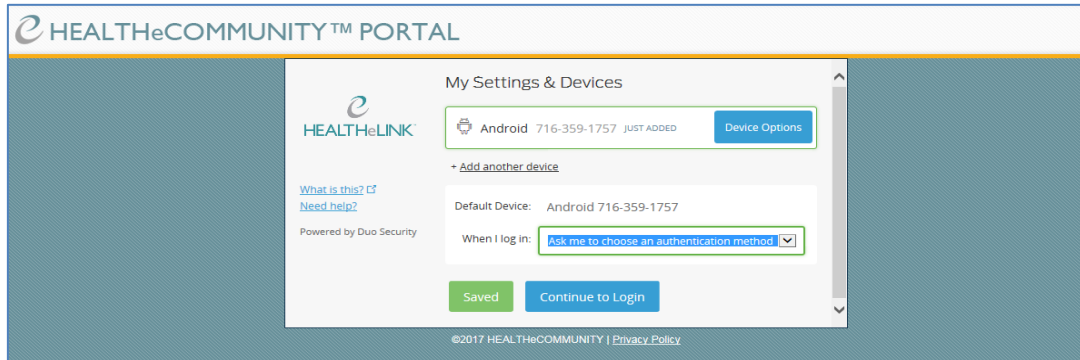 HEALTHeCOMMUNITY™ PORTAL
HEALTHeLINK
What is this?
Need help?
Powered by Duo Security
My Settings & Devices
Android 716-359-1757 JUST ADDED Device Options
+ Add another device
Default Device: Android 716-359-1757
When I log in: Ask me to choose an authentication method
Saved Continue to Login
©2017 HEALTHeCOMMUNITY | Privacy Policy